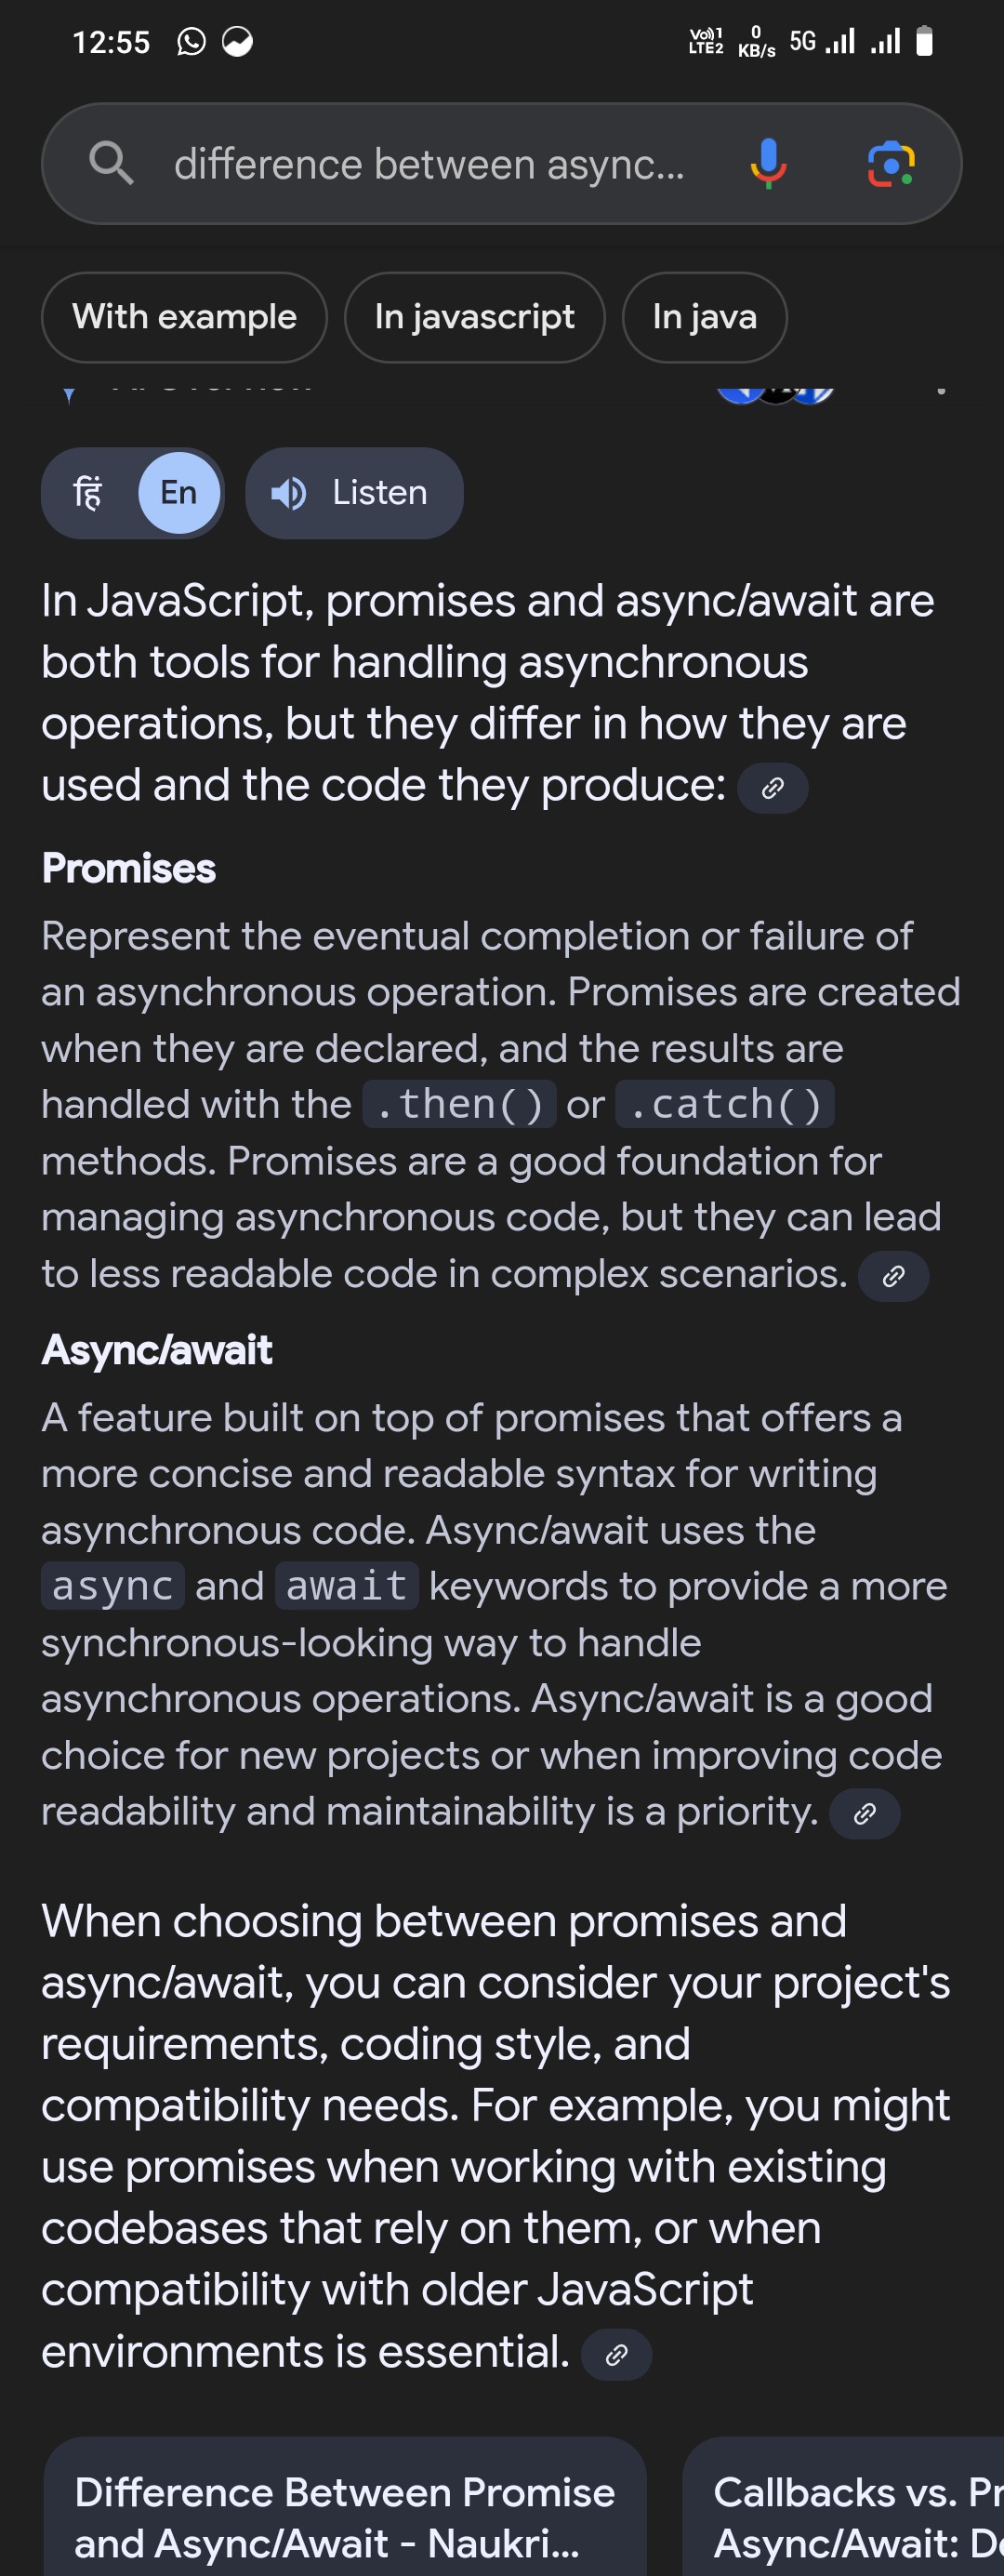 12:55
Vo))1
LTE2
0
KB/s
5G
difference between async...
With example
In javascript
In java
हिं
En
Listen
In JavaScript, promises and async/await are
both tools for handling asynchronous
operations, but they differ in how they are
used and the code they produce:
Promises
Represent the eventual completion or failure of
an asynchronous operation. Promises are created
when they are declared, and the results are
handled with the .then() or .catch()
methods. Promises are a good foundation for
managing asynchronous code, but they can lead
to less readable code in complex scenarios.
Async/await
A feature built on top of promises that offers a
more concise and readable syntax for writing
asynchronous code. Async/await uses the
async and await keywords to provide a more
synchronous-looking way to handle
asynchronous operations. Async/await is a good
choice for new projects or when improving code
readability and maintainability is a priority.
When choosing between promises and
async/await, you can consider your project's
requirements, coding style, and
compatibility needs. For example, you might
use promises when working with existing
codebases that rely on them, or when
compatibility with older JavaScript
environments is essential.
Difference Between Promise
and Async/Await - Naukri...
Callbacks vs. Pr
Async/Await: De